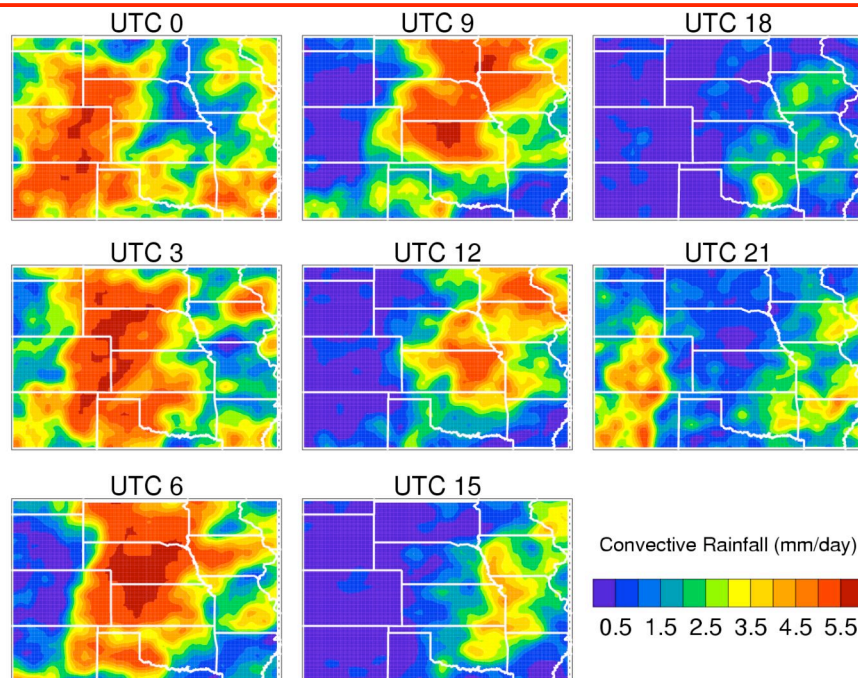 UTC 0
UTC 9
UTC 18
UTC 3
UTC 12
UTC 21
UTC 6
UTC 15
Convective Rainfall (mm/day)
0.5 1.5 2.5 3.5 4.5 5.5